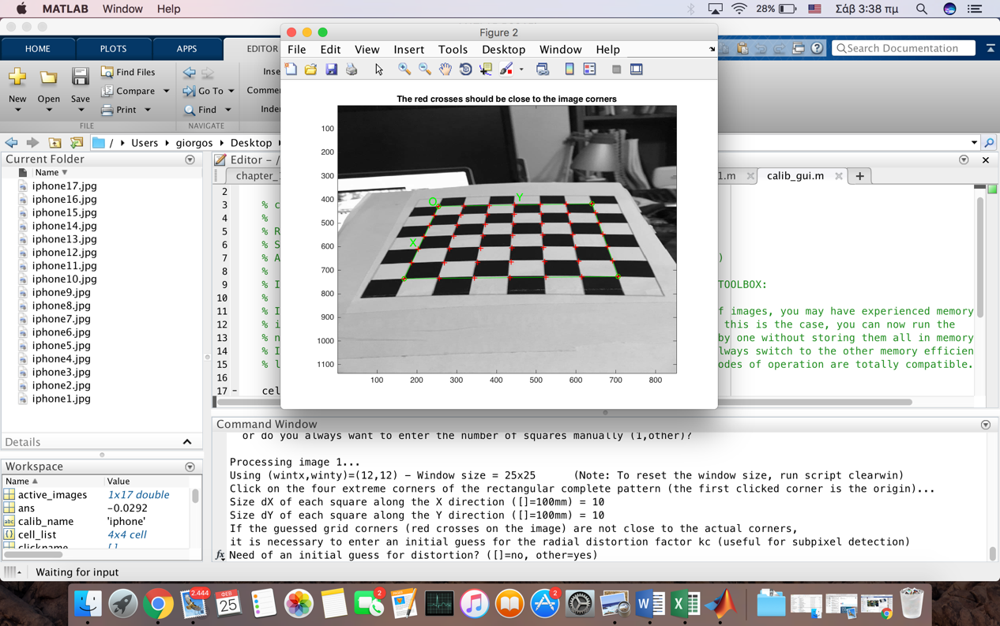 MATLAB Window Help
28% Σάβ 3:38 πμ
Figure 2
File Edit View Insert Tools Desktop Window Help
HOME PLOTS APPS EDITOR
Search Documentation
New Open Save
Find Files
Compare
Print
Go To
Find
FILE NAVIGATE
/ Users giorgos Desktop
Current Folder
Name
iphone17.jpg
iphone16.jpg
iphone15.jpg
iphone14.jpg
iphone13.jpg
iphone12.jpg
iphone11.jpg
iphone10.jpg
iphone9.jpg
iphone8.jpg
iphone7.jpg
iphone6.jpg
iphone5.jpg
iphone4.jpg
iphone3.jpg
iphone2.jpg
iphone1.jpg
Details
Workspace
Name Value
active_images 1x17 double
ans -0.0292
calib_name 'iphone'
cell_list 4x4 cell
Waiting for input
Editor - /
1.m calib_gui.m
2
3 % c
4 %
5 % R
6 % S
7 % A )
8 %
9 % I TOOLBOX:
10 %
11 % I f images, you may have experienced memory
12 % i this is the case, you can now run the
13 % n by one without storing them all in memory
14 % I lways switch to the other memory efficien
15 % l odes of operation are totally compatible.
16
17 - cel
The red crosses should be close to the image corners
100
200
300
400
500
600
700
800
900
1000
1100
100 200 300 400 500 600 700 800
O Y
X
Command Window
or do you always want to enter the number of squares manually (1,other)?
Processing image 1...
Using (wintx,winty)=(12,12) - Window size = 25x25 (Note: To reset the window size, run script clearwin)
Click on the four extreme corners of the rectangular complete pattern (the first clicked corner is the origin)...
Size dX of each square along the X direction ([]=100mm) = 10
Size dY of each square along the Y direction ([]=100mm) = 10
If the guessed grid corners (red crosses on the image) are not close to the actual corners,
it is necessary to enter an initial guess for the radial distortion factor kc (useful for subpixel detection)
fx Need of an initial guess for distortion? ([]=no, other=yes)
2.444
ΦΕΒ
25
2
2